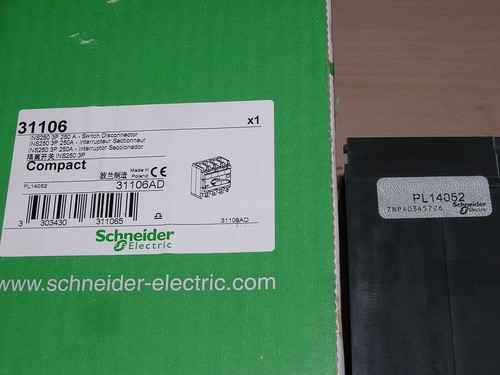 31106
x1
INS250 3P 250 A - Switch Disconnector
INS250 3P 250A - Interrupteur Sectionneur
INS250 3P 250A - Interruptor Seccionador
隔离开关 INS250 3P
Compact
波兰制造
Made in
Poland
CE
PL14052
31106AD
3 303430 311065
31106AD
Schneider
Electric
www.schneider-electric.com
PL14052
7NPA0345726
Schneider
Electric